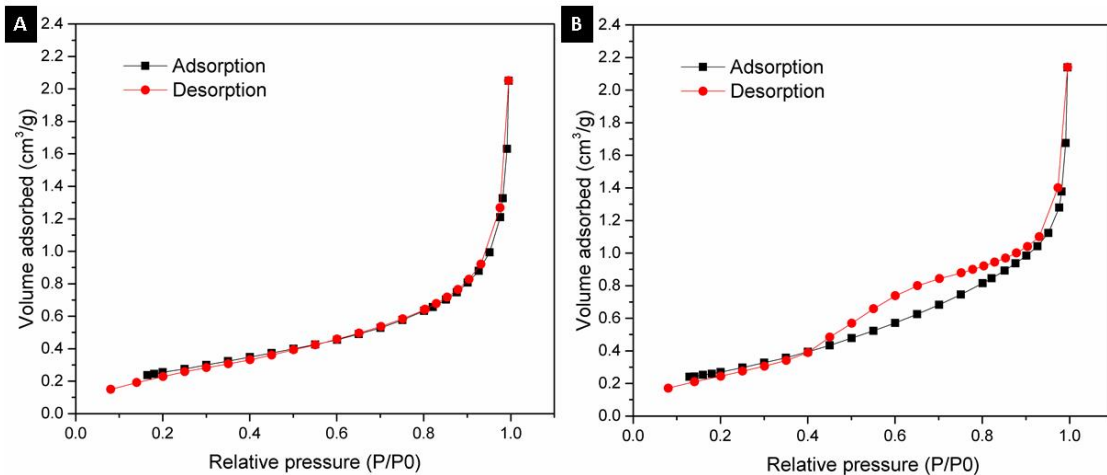 A
2.4
2.2
2.0
1.8
1.6
1.4
1.2
1.0
0.8
0.6
0.4
0.2
0.0
Volume adsorbed (cm³/g)
Adsorption
Desorption
0.0 0.2 0.4 0.6 0.8 1.0
Relative pressure (P/P0)
B
2.4
2.2
2.0
1.8
1.6
1.4
1.2
1.0
0.8
0.6
0.4
0.2
0.0
Volume adsorbed (cm³/g)
Adsorption
Desorption
0.0 0.2 0.4 0.6 0.8 1.0
Relative pressure (P/P0)